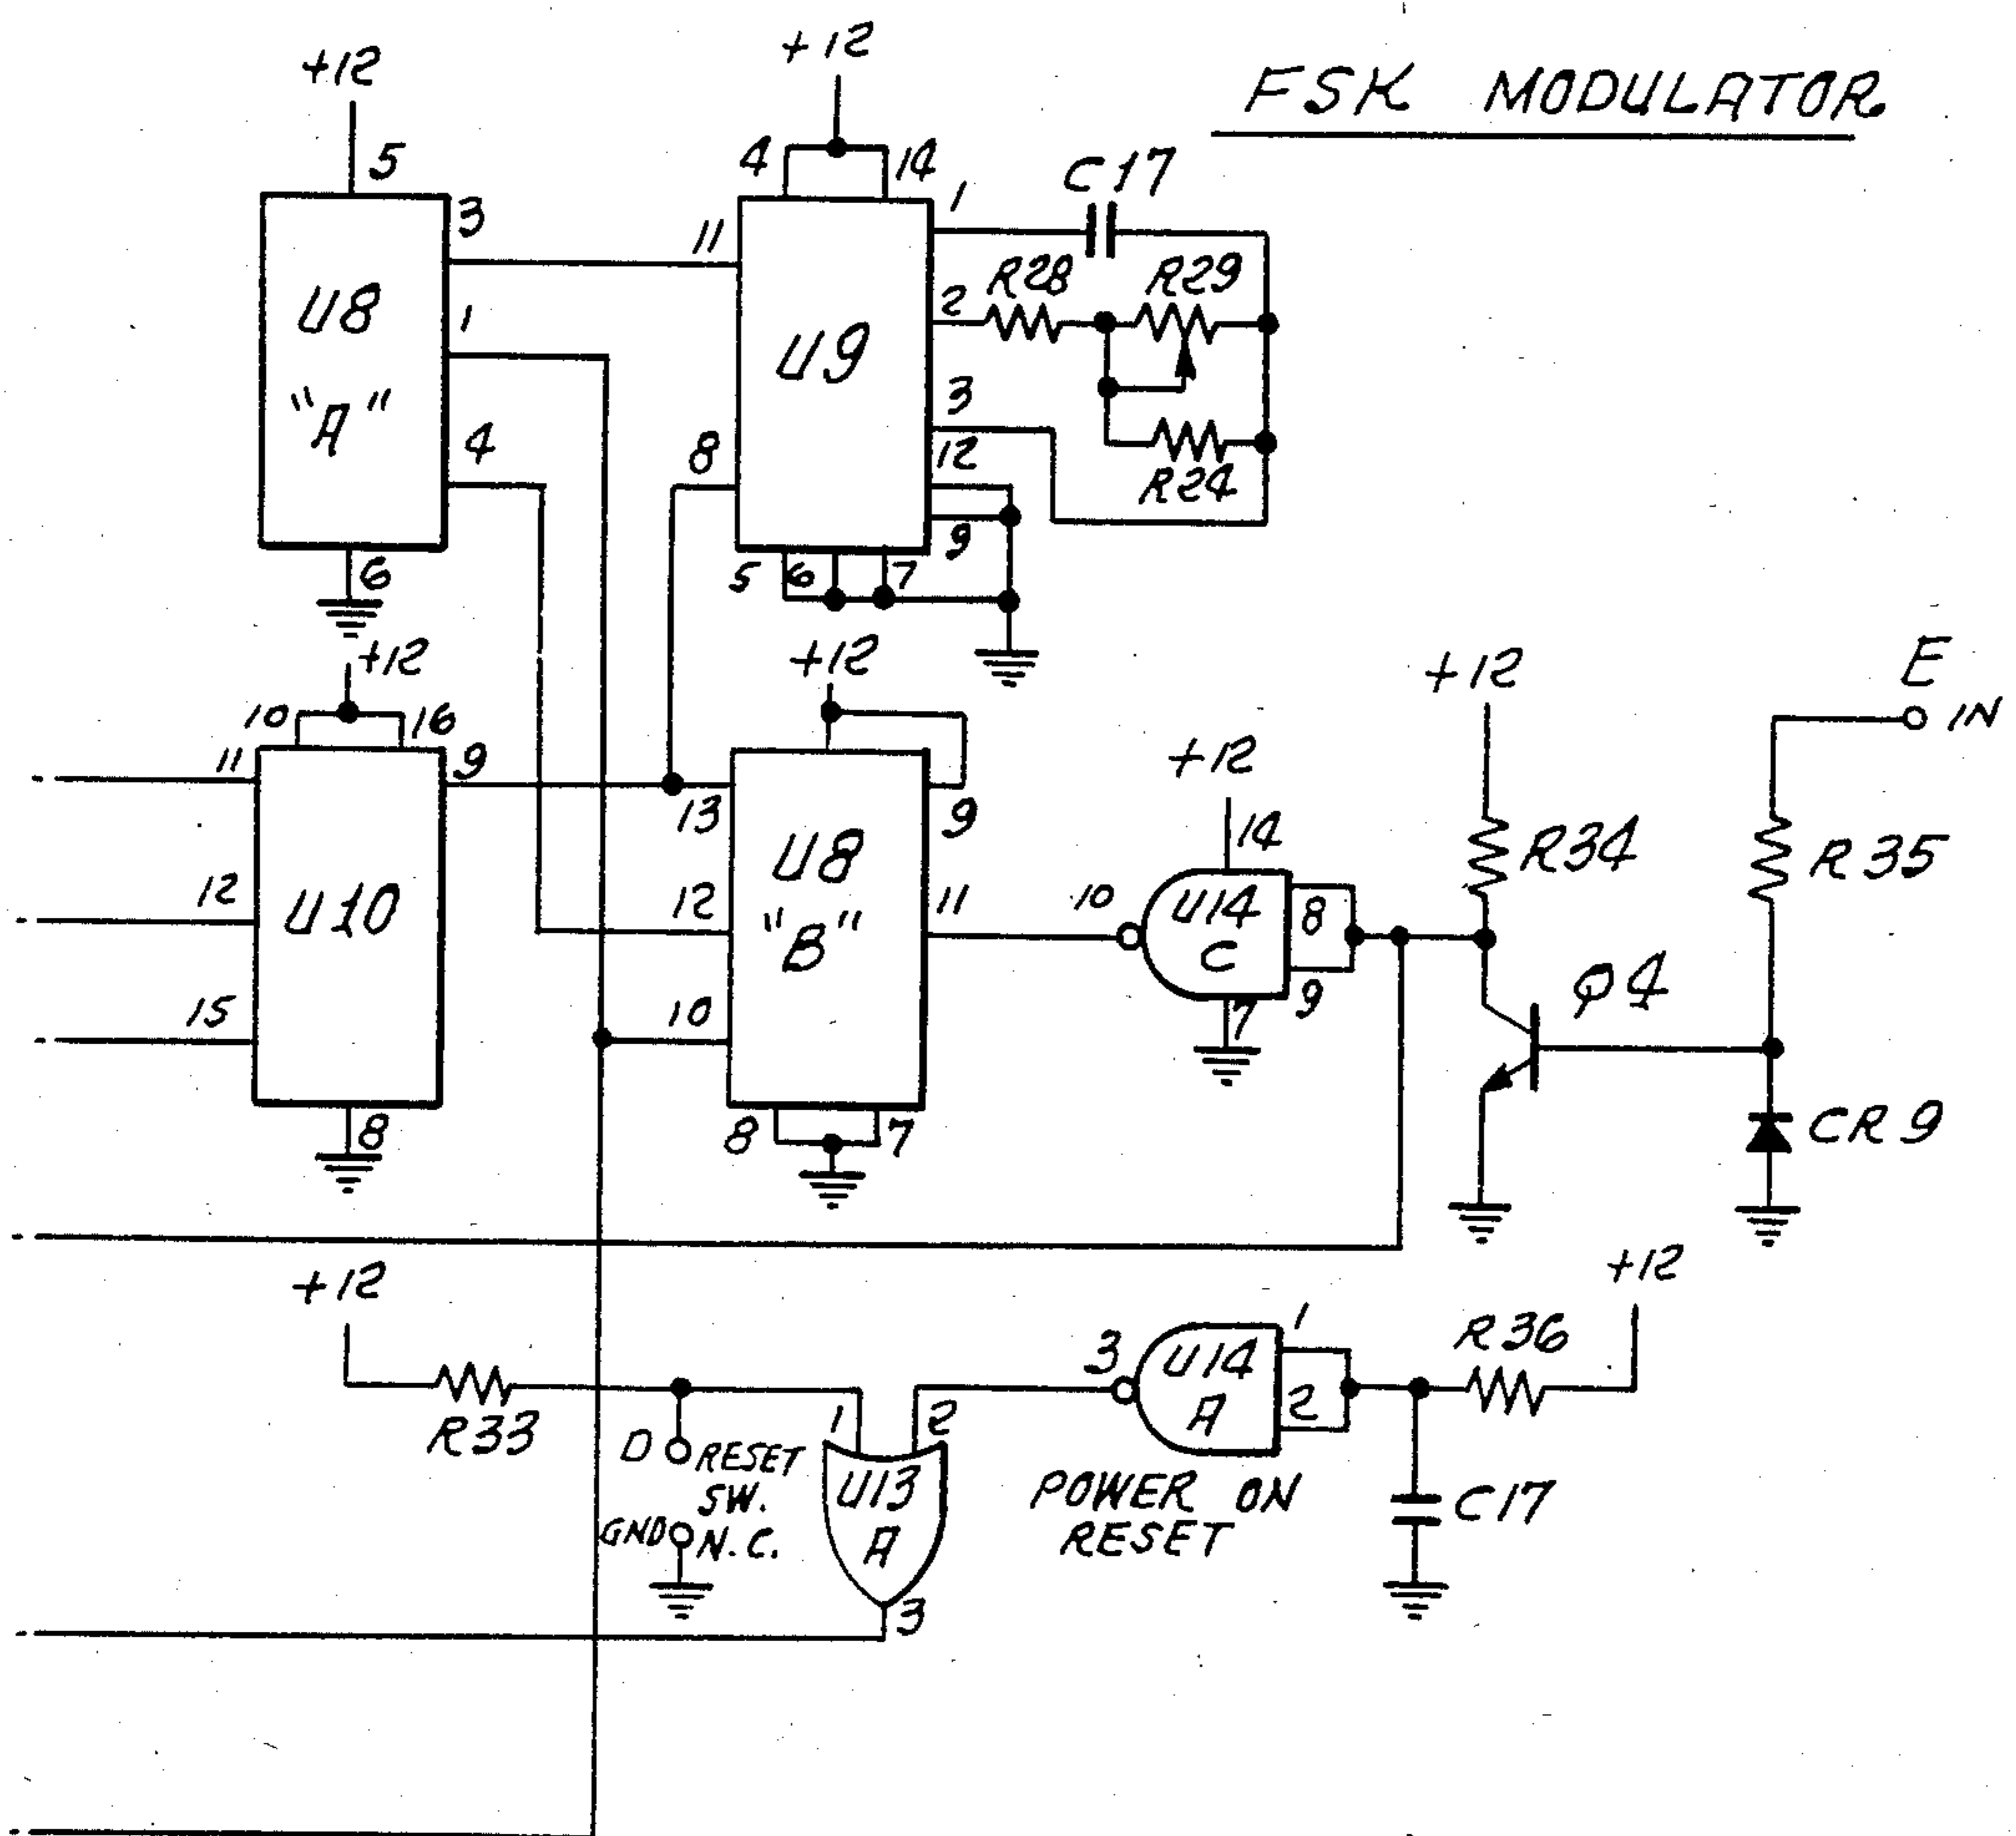 FSK MODULATOR
+12
5
3
U8
1
"A"
4
6
+12
4
14
11
1
C17
U9
2
R28
R29
3
8
12
R24
9
5
6
7
+12
10
16
11
9
12
U10
15
8
+12
13
9
U8
12
"B"
11
10
8
7
+12
14
10
U14
C
8
9
7
+12
R34
E
IN
R35
Q4
CR9
+12
R33
D
RESET
SW.
GND
N.C.
1
2
U13
A
3
3
U14
A
1
2
POWER ON
RESET
R36
+12
C17